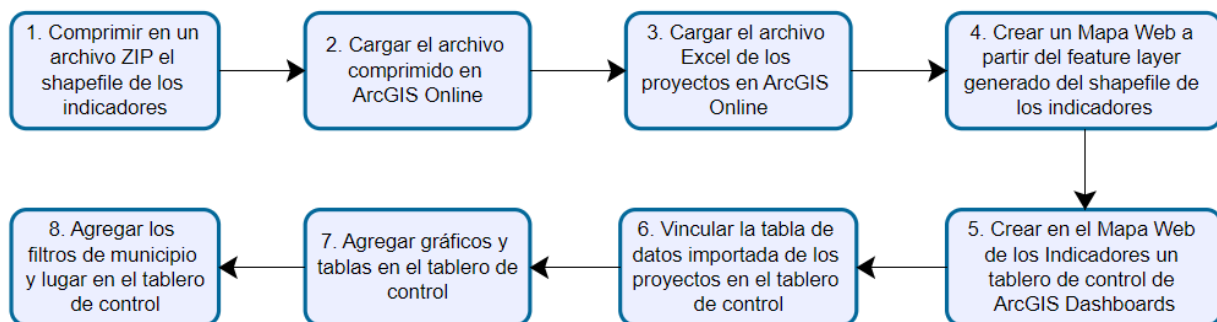 1. Comprimir en un
archivo ZIP el
shapefile de los
indicadores
2. Cargar el archivo
comprimido en
ArcGIS Online
3. Cargar el archivo
Excel de los
proyectos en ArcGIS
Online
4. Crear un Mapa Web a
partir del feature layer
generado del shapefile de
los indicadores
5. Crear en el Mapa Web
de los Indicadores un
tablero de control de
ArcGIS Dashboards
6. Vincular la tabla de
datos importada de los
proyectos en el tablero
de control
7. Agregar gráficos y
tablas en el tablero de
control
8. Agregar los
filtros de municipio
y lugar en el tablero
de control